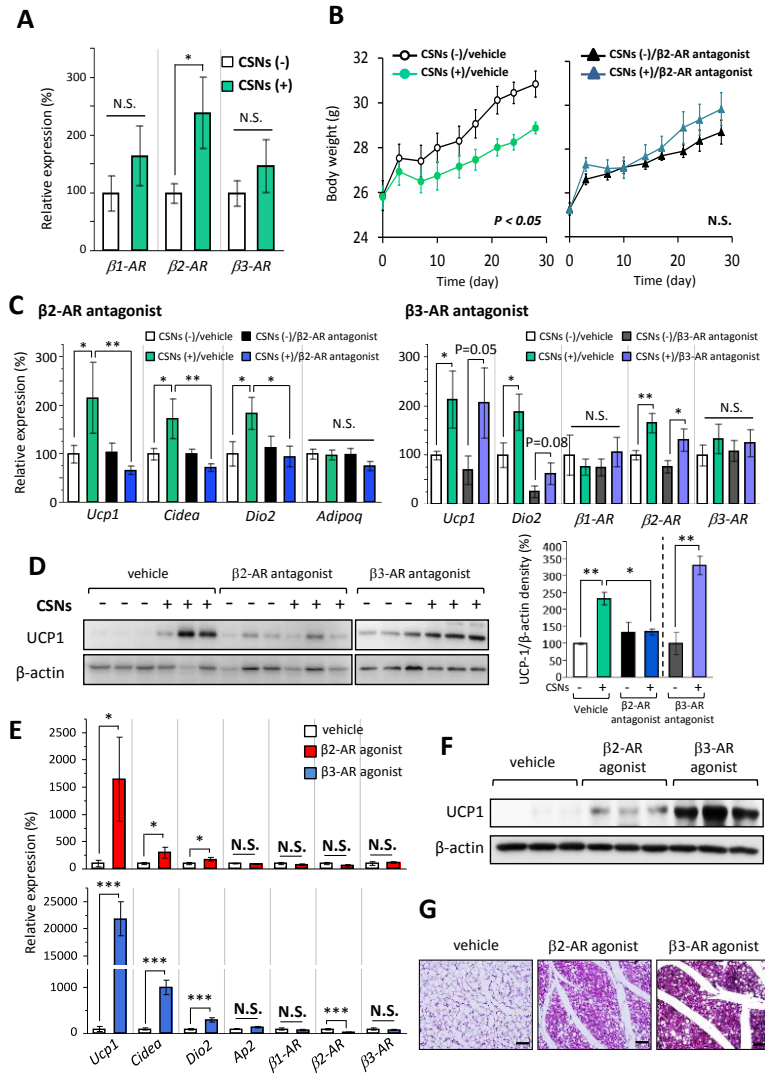 A
CSNs (-)
CSNs (+)
Relative expression (%)
300
200
100
0
N.S.
*
N.S.
β1-AR
β2-AR
β3-AR
B
CSNs (-)/vehicle
CSNs (+)/vehicle
CSNs (-)/β2-AR antagonist
CSNs (+)/β2-AR antagonist
Body weight (g)
32
30
28
26
24
P < 0.05
N.S.
0 10 20 30
0 10 20 30
Time (day)
Time (day)
C
β2-AR antagonist
CSNs (-)/vehicle
CSNs (-)/β2-AR antagonist
CSNs (+)/vehicle
CSNs (+)/β2-AR antagonist
Relative expression (%)
300
200
100
0
* **
* **
* *
N.S.
Ucp1
Cidea
Dio2
Adipoq
β3-AR antagonist
CSNs (-)/vehicle
CSNs (-)/β3-AR antagonist
CSNs (+)/vehicle
CSNs (+)/β3-AR antagonist
300
200
100
0
*
P=0.05
*
P=0.08
N.S.
**
*
N.S.
Ucp1
Dio2
β1-AR
β2-AR
β3-AR
D
vehicle
β2-AR antagonist
β3-AR antagonist
CSNs
- - - + + + - - - + + + - - - + + +
UCP1
β-actin
UCP-1/β-actin density (%)
400
350
300
250
200
150
100
50
0
**
*
**
CSNs
- + - + - +
Vehicle
β2-AR antagonist
β3-AR antagonist
E
vehicle
β2-AR agonist
β3-AR agonist
Relative expression (%)
2500
2000
1500
1000
500
0
*
*
*
N.S.
N.S.
N.S.
N.S.
25000
20000
15000
1000
0
***
***
***
N.S.
N.S.
***
N.S.
Ucp1
Cidea
Dio2
Ap2
β1-AR
β2-AR
β3-AR
F
vehicle
β2-AR agonist
β3-AR agonist
UCP1
β-actin
G
vehicle
β2-AR agonist
β3-AR agonist